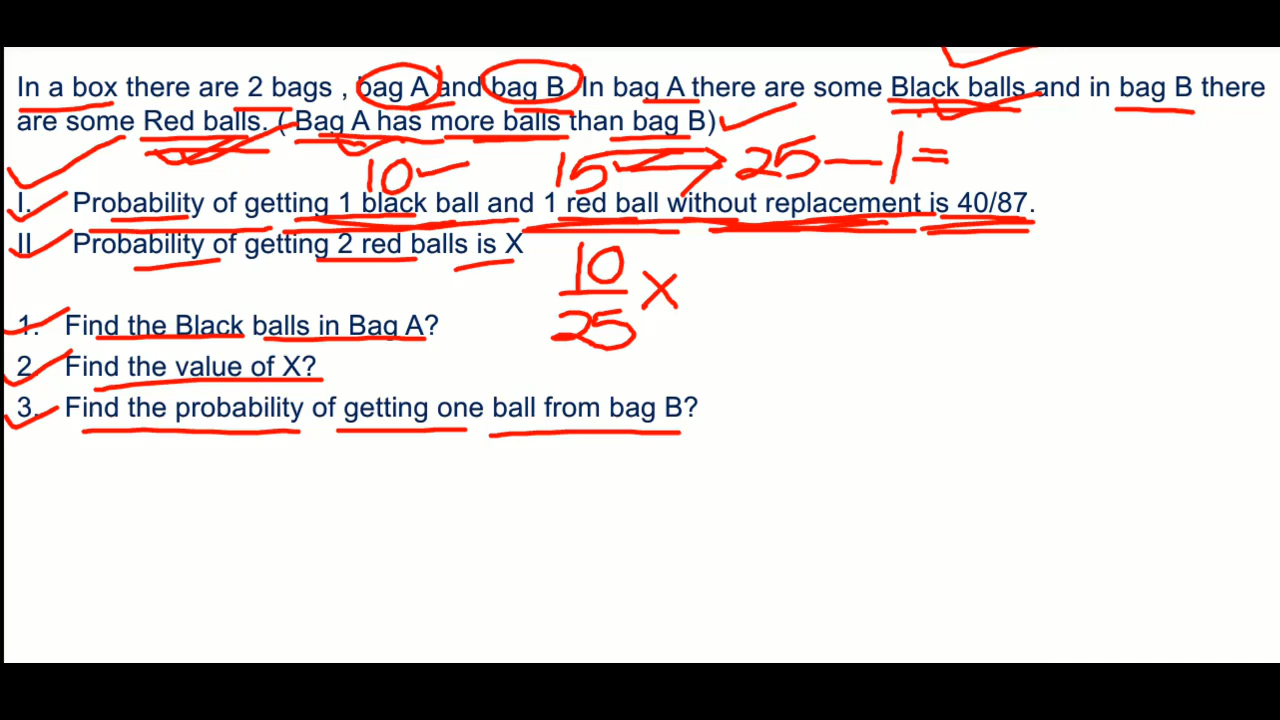 In a box there are 2 bags , bag A and bag B. In bag A there are some Black balls and in bag B there
are some Red balls. ( Bag A has more balls than bag B)
10 15 25 - 1 =
I. Probability of getting 1 black ball and 1 red ball without replacement is 40/87.
II. Probability of getting 2 red balls is X
10/25 x
1. Find the Black balls in Bag A?
2. Find the value of X?
3. Find the probability of getting one ball from bag B?